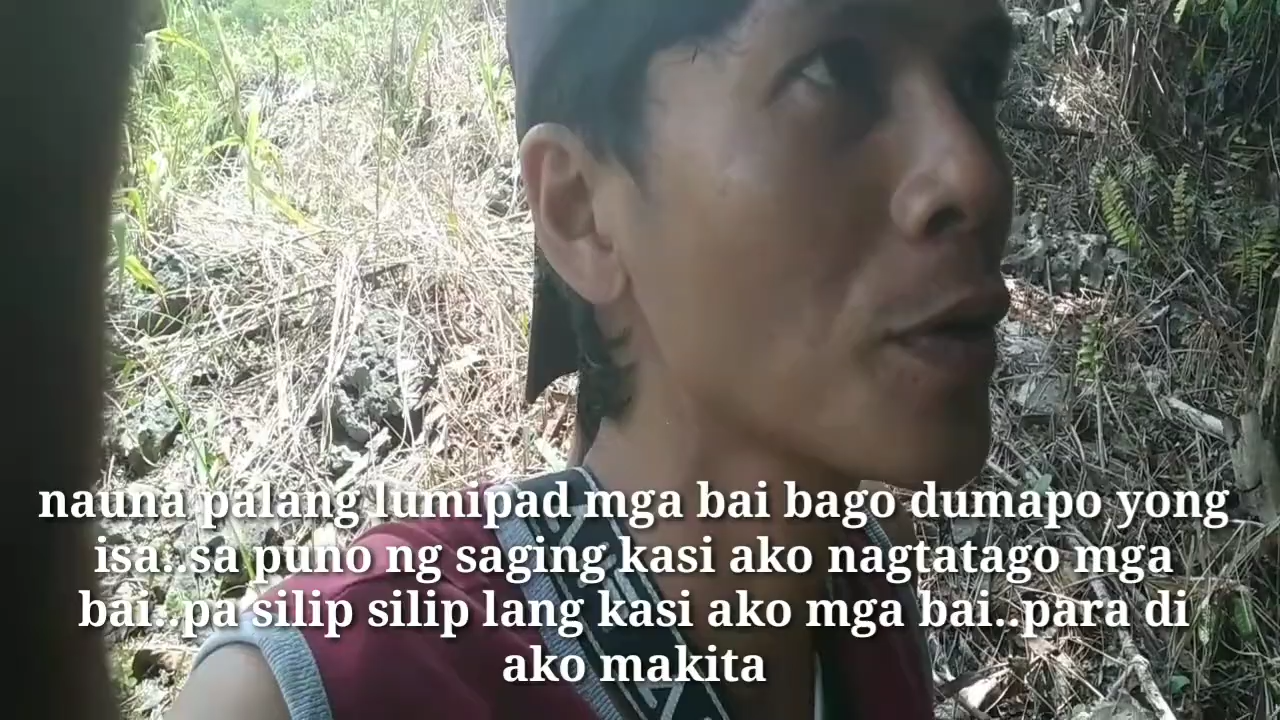 nauna palang lumipad mga bai bago dumapo yong
isa..sa puno ng saging kasi ako nagtatago mga
bai..pa silip silip lang kasi ako mga bai..para di
ako makita